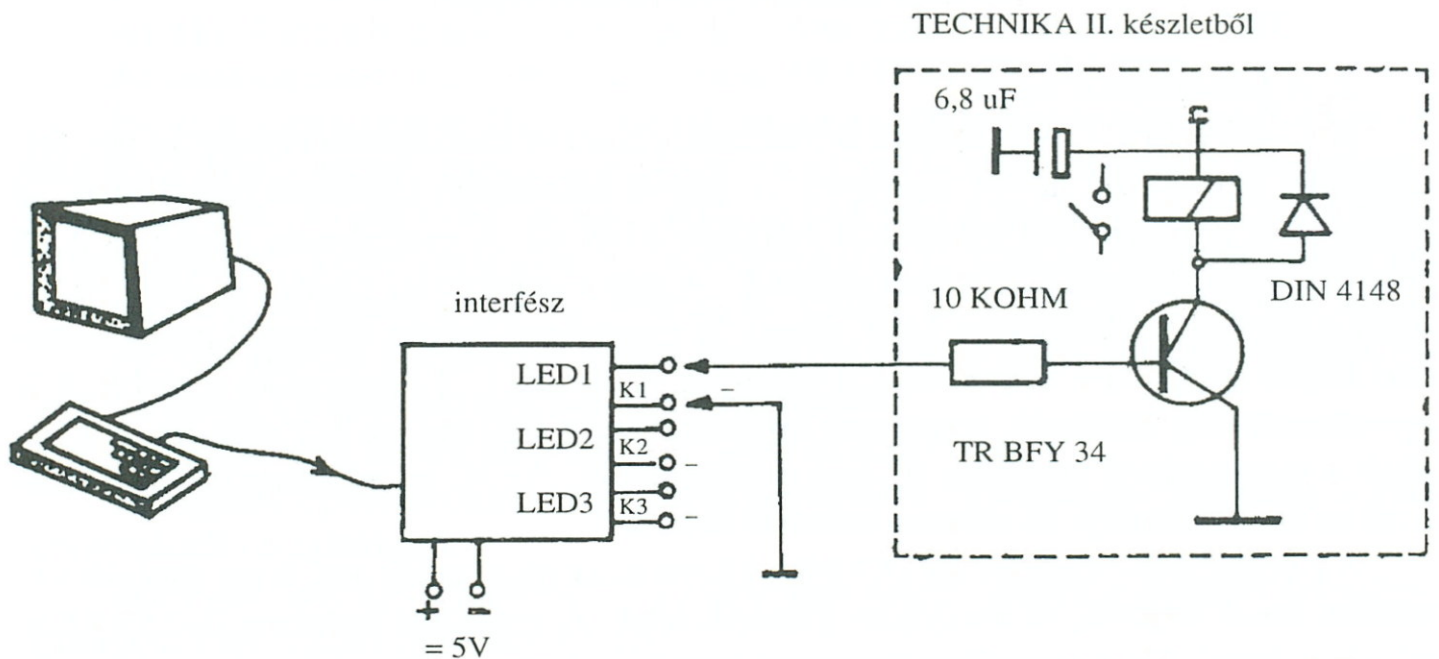 TECHNIKA II. készletből
6,8 uF
10 KOHM
DIN 4148
TR BFY 34
interfész
LED1
K1
–
LED2
K2
–
LED3
K3
–
+ –
= 5V